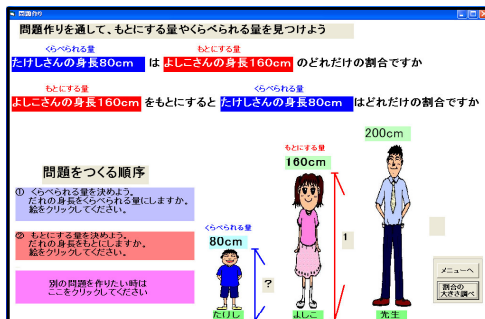 問題作り
問題作りを通して、もとにする量やくらべられる量を見つけよう
くらべられる量 もとにする量
たけしさんの身長80cm は よしこさんの身長160cm のどれだけの割合ですか
もとにする量 くらべられる量
よしこさんの身長160cm をもとにすると たけしさんの身長80cm はどれだけの割合ですか
200cm
もとにする量
160cm
問題をつくる順序
① くらべられる量を決めよう。
だれの身長をくらべられる量にしますか。
絵をクリックしてください。
くらべられる量
80cm
② もとにする量を決めよう。
だれの身長をもとにしますか。
絵をクリックしてください。
1
?
別の問題を作りたい時は
ここをクリックしてください
メニューへ
割合の
大きさ調べ
たけし よしこ 先生